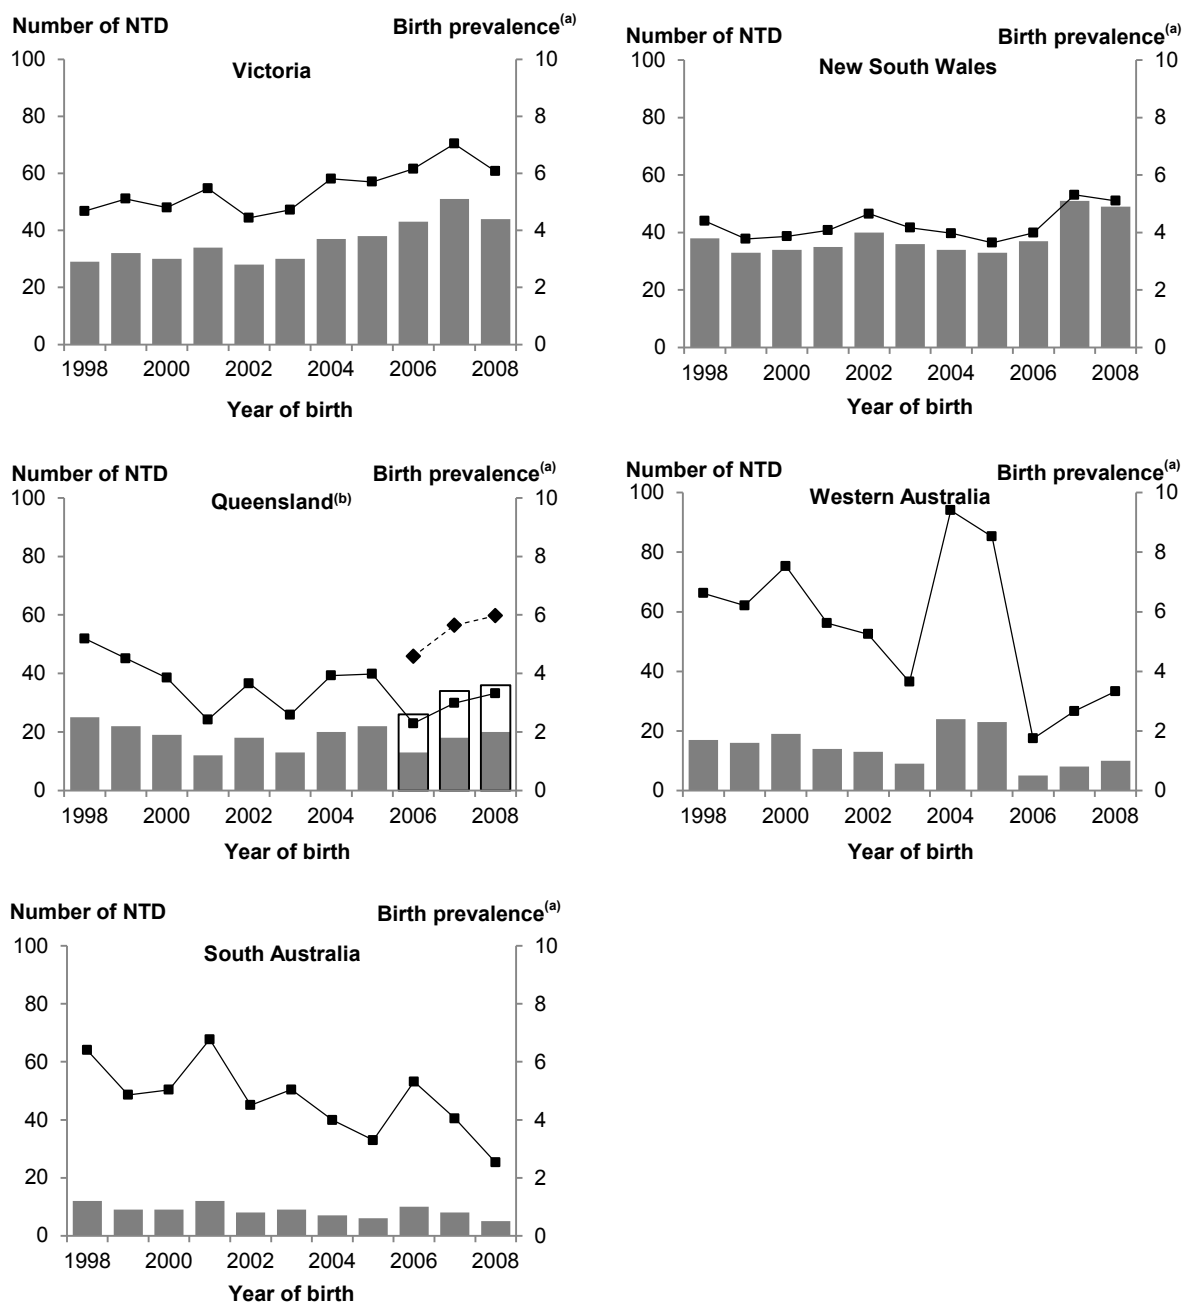 Number of NTD Birth prevalence(a)
Victoria
100 10
80 8
60 6
40 4
20 2
0 0
1998 2000 2002 2004 2006 2008
Year of birth
Number of NTD Birth prevalence(a)
New South Wales
100 10
80 8
60 6
40 4
20 2
0 0
1998 2000 2002 2004 2006 2008
Year of birth
Number of NTD Birth prevalence(a)
Queensland(b)
100 10
80 8
60 6
40 4
20 2
0 0
1998 2000 2002 2004 2006 2008
Year of birth
Number of NTD Birth prevalence(a)
Western Australia
100 10
80 8
60 6
40 4
20 2
0 0
1998 2000 2002 2004 2006 2008
Year of birth
Number of NTD Birth prevalence(a)
South Australia
100 10
80 8
60 6
40 4
20 2
0 0
1998 2000 2002 2004 2006 2008
Year of birth